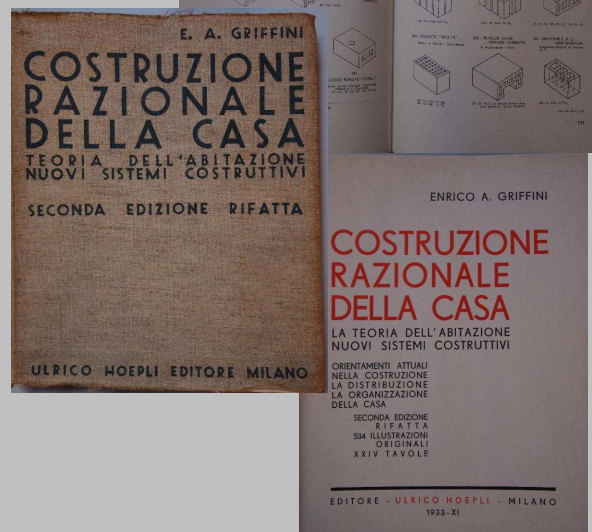 E. A. GRIFFINI
COSTRUZIONE
RAZIONALE
DELLA CASA
TEORIA DELL'ABITAZIONE
NUOVI SISTEMI COSTRUTTIVI
SECONDA EDIZIONE RIFATTA
ULRICO HOEPLI EDITORE MILANO
ENRICO A. GRIFFINI
COSTRUZIONE
RAZIONALE
DELLA CASA
LA TEORIA DELL'ABITAZIONE
NUOVI SISTEMI COSTRUTTIVI
ORIENTAMENTI ATTUALI
NELLA COSTRUZIONE
LA DISTRIBUZIONE
LA ORGANIZZAZIONE
DELLA CASA
SECONDA EDIZIONE
RIFATTA
534 ILLUSTRAZIONI
ORIGINALI
XXIV TAVOLE
EDITORE - ULRICO HOEPLI - MILANO
1933-XI